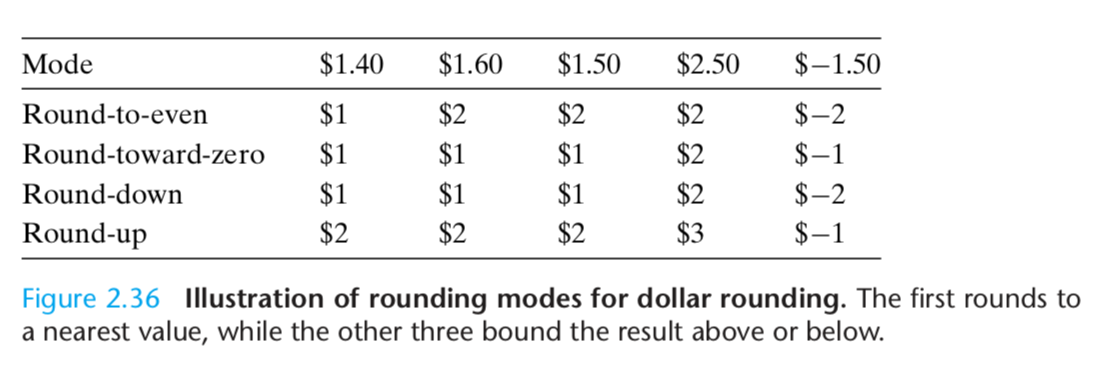 Mode $1.40 $1.60 $1.50 $2.50 $−1.50
Round-to-even $1 $2 $2 $2 $−2
Round-toward-zero $1 $1 $1 $2 $−1
Round-down $1 $1 $1 $2 $−2
Round-up $2 $2 $2 $3 $−1
Figure 2.36 Illustration of rounding modes for dollar rounding. The first rounds to
a nearest value, while the other three bound the result above or below.